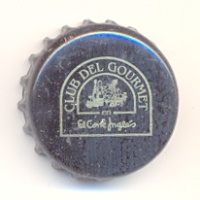 CLUB DEL GOURMET
en
El Corte Inglés